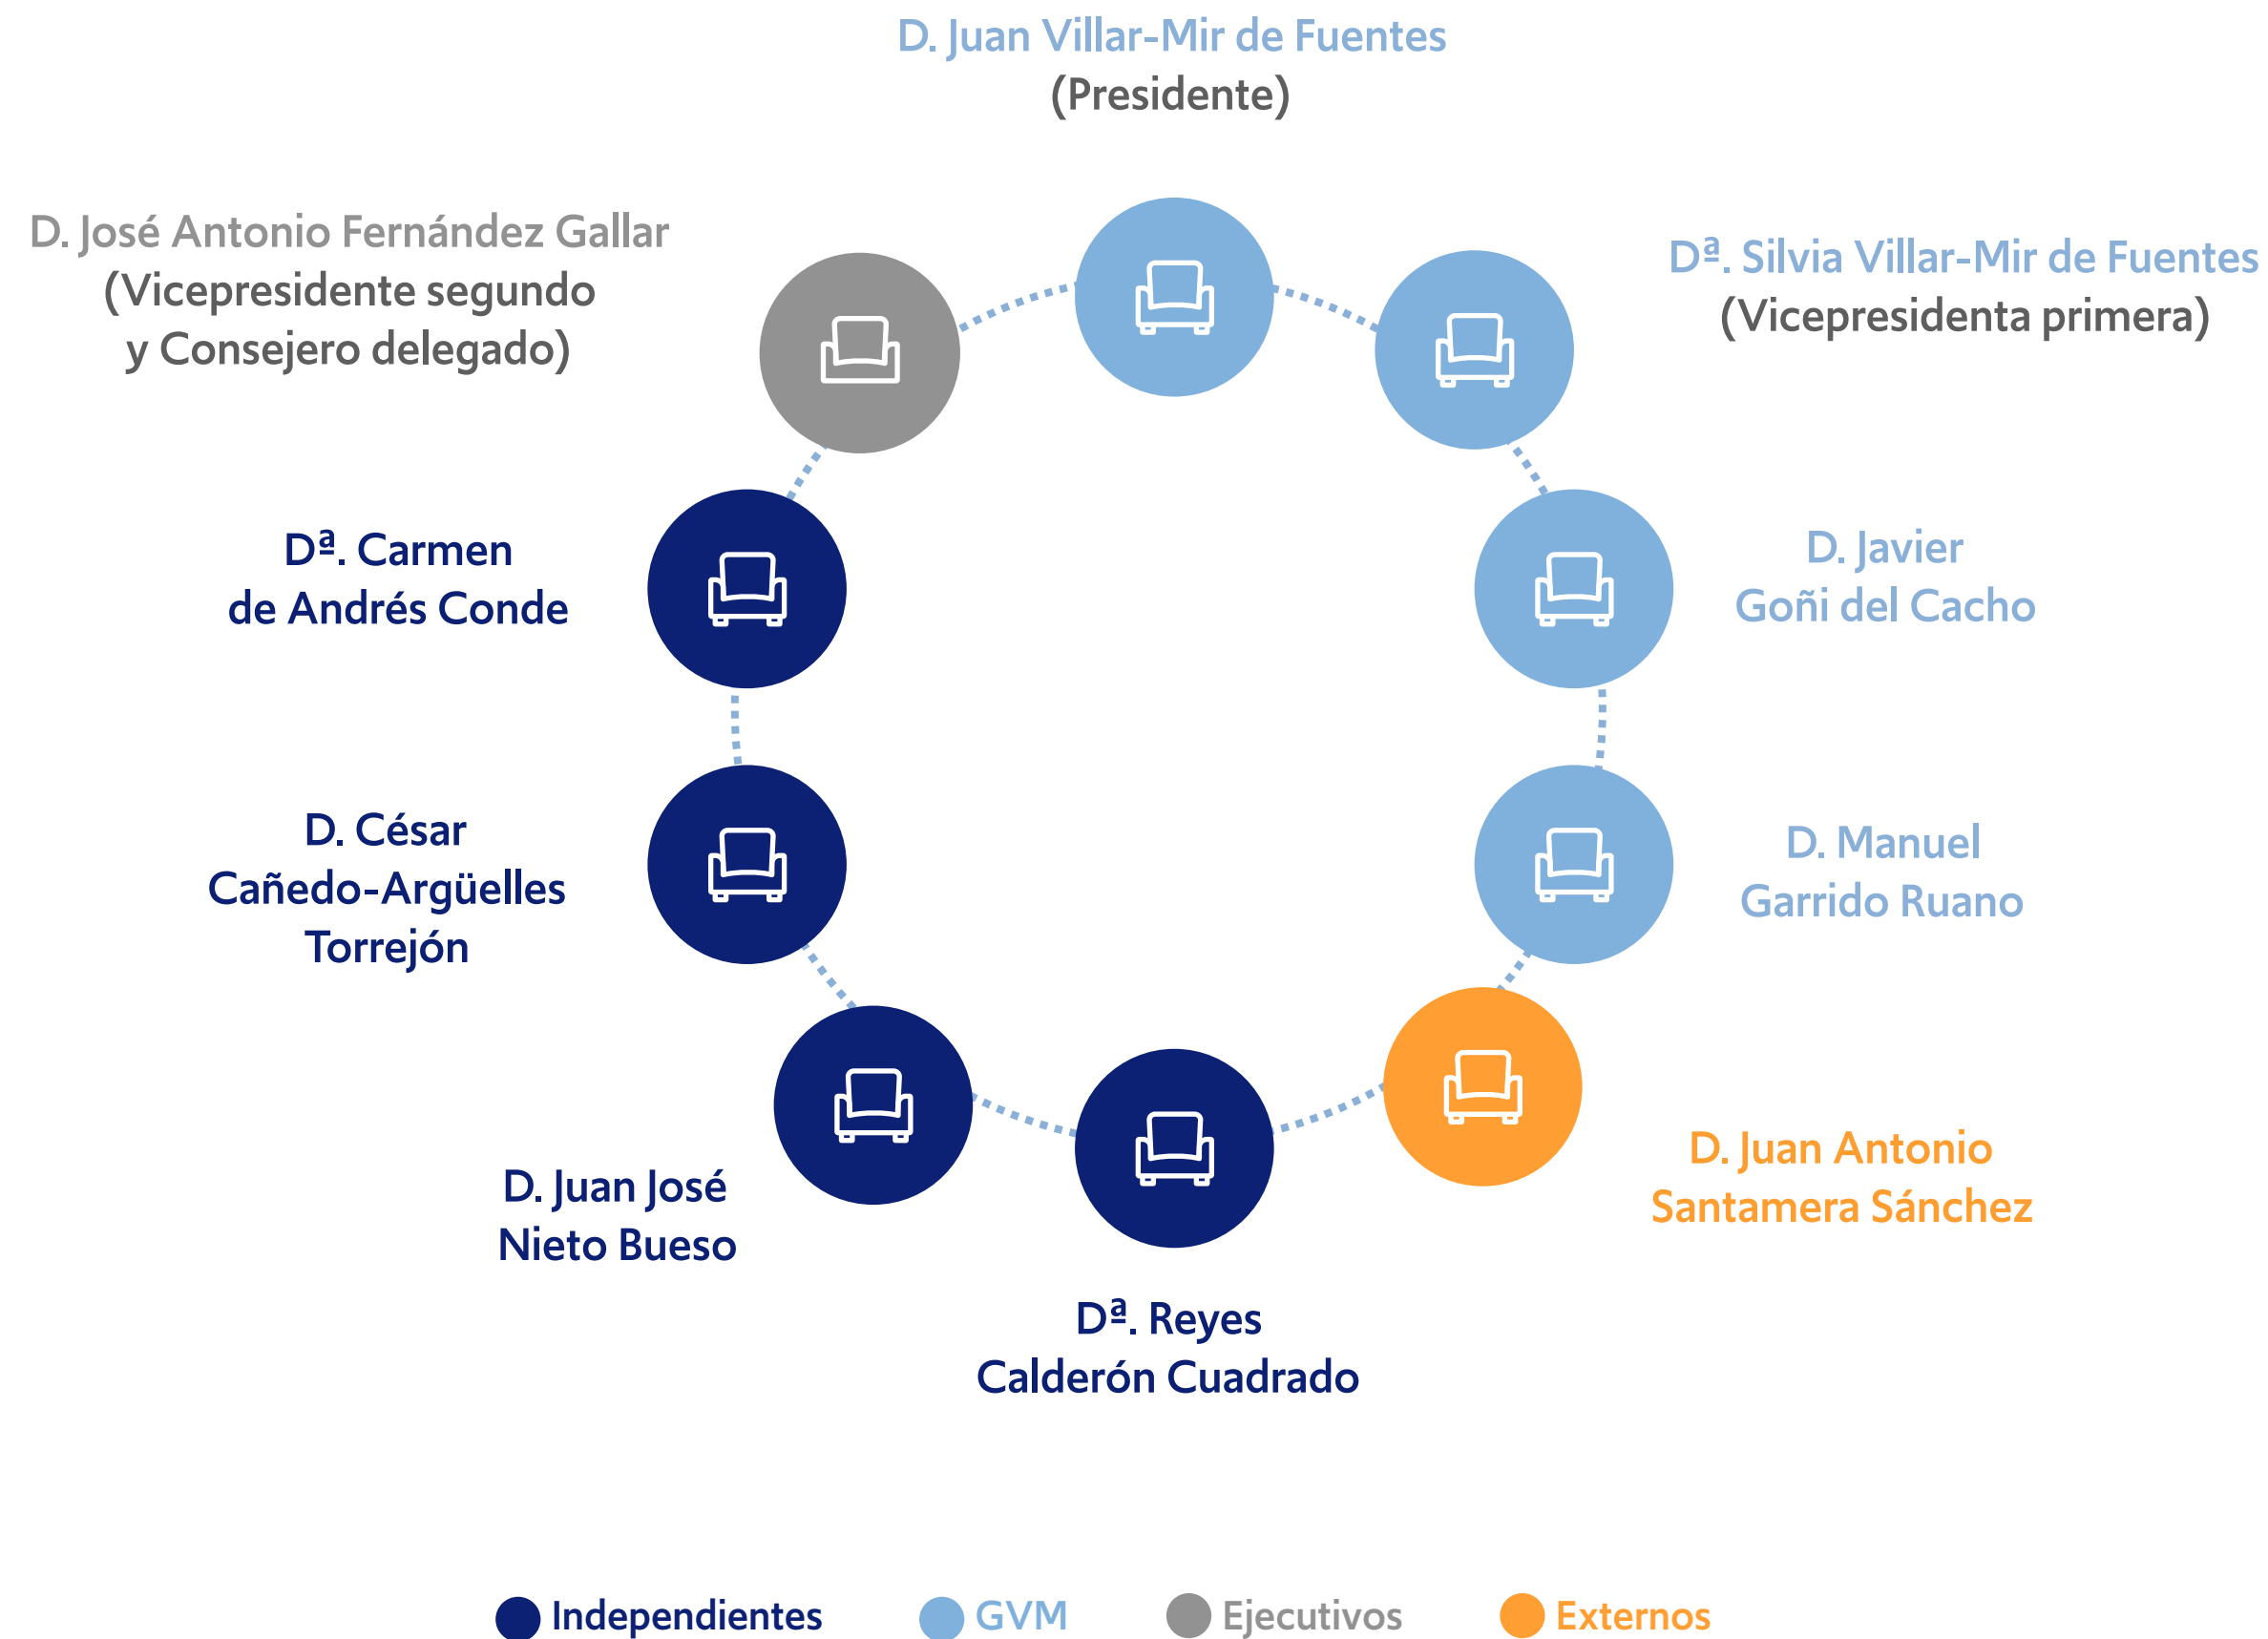 D. Juan Villar-Mir de Fuentes
(Presidente)
D. José Antonio Fernández Gallar
(Vicepresidente segundo
y Consejero delegado)
Dª. Silvia Villar-Mir de Fuentes
(Vicepresidenta primera)
Dª. Carmen
de Andrés Conde
D. Javier
Goñi del Cacho
D. César
Cañedo-Argüelles
Torrejón
D. Manuel
Garrido Ruano
D. Juan José
Nieto Bueso
D. Juan Antonio
Santamera Sánchez
Dª. Reyes
Calderón Cuadrado
Independientes
GVM
Ejecutivos
Externos